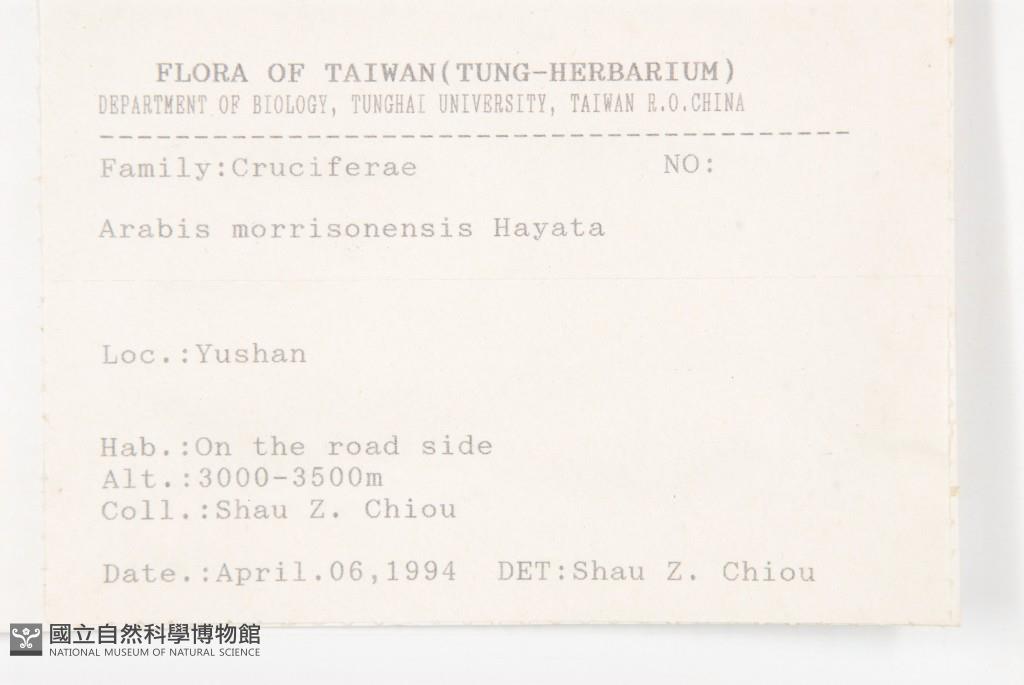 FLORA OF TAIWAN(TUNG-HERBARIUM)
DEPARTMENT OF BIOLOGY, TUNGHAI UNIVERSITY, TAIWAN R.O.CHINA
Family:Cruciferae NO:
Arabis morrisonensis Hayata
Loc.:Yushan
Hab.:On the road side
Alt.:3000-3500m
Coll.:Shau Z. Chiou
Date.:April.06,1994 DET:Shau Z. Chiou
國立自然科學博物館
NATIONAL MUSEUM OF NATURAL SCIENCE